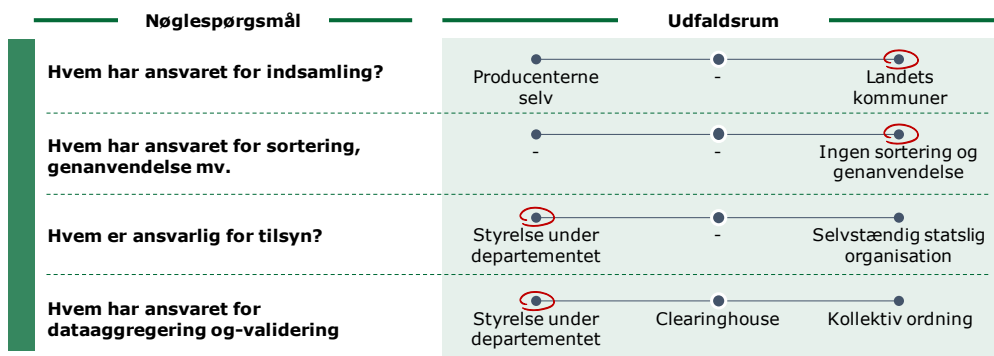 Nøglespørgsmål
Udfaldsrum
Hvem har ansvaret for indsamling?
Producenterne
selv
-
Landets
kommuner
Hvem har ansvaret for sortering,
genanvendelse mv.
-
-
Ingen sortering og
genanvendelse
Hvem er ansvarlig for tilsyn?
Styrelse under
departementet
-
Selvstændig statslig
organisation
Hvem har ansvaret for
dataaggregering og-validering
Styrelse under
departementet
Clearinghouse
Kollektiv ordning